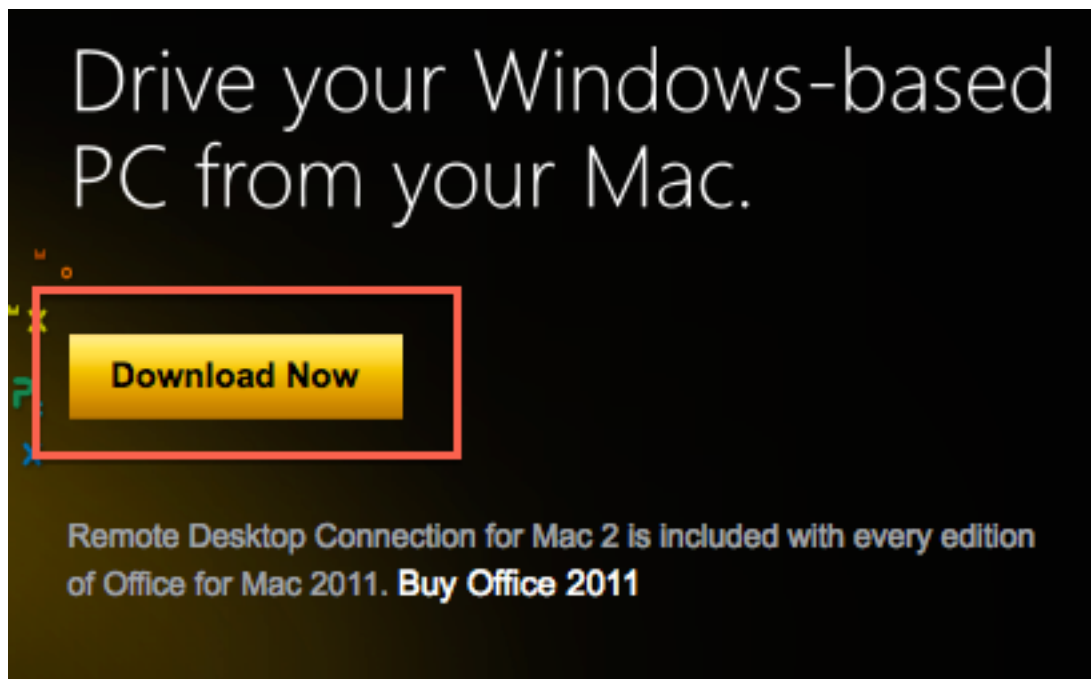 Drive your Windows-based
PC from your Mac.
W
O
X
Download Now
P
X
Remote Desktop Connection for Mac 2 is included with every edition
of Office for Mac 2011. Buy Office 2011